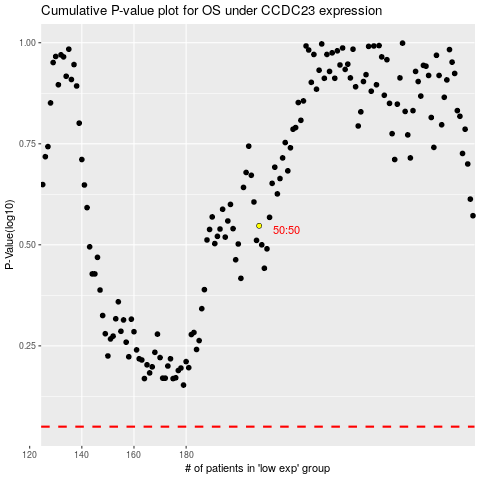 Cumulative P-value plot for OS under CCDC23 expression
P-Value(log10)
1.00
0.75
0.50
0.25
50:50
120 140 160 180
# of patients in 'low exp' group